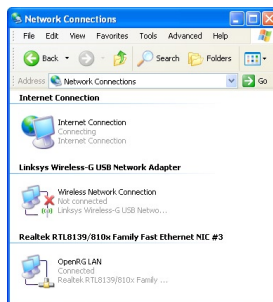 Network Connections
File Edit View Favorites Tools Advanced Help
Back Search Folders
Address Network Connections Go
Internet Connection
Internet Connection
Connecting
Internet Connection
Linksys Wireless-G USB Network Adapter
Wireless Network Connection
Not connected
Linksys Wireless-G USB Netwo...
Realtek RTL8139/810x Family Fast Ethernet NIC #3
OpenRG LAN
Connected
Realtek RTL8139/810x Family ...